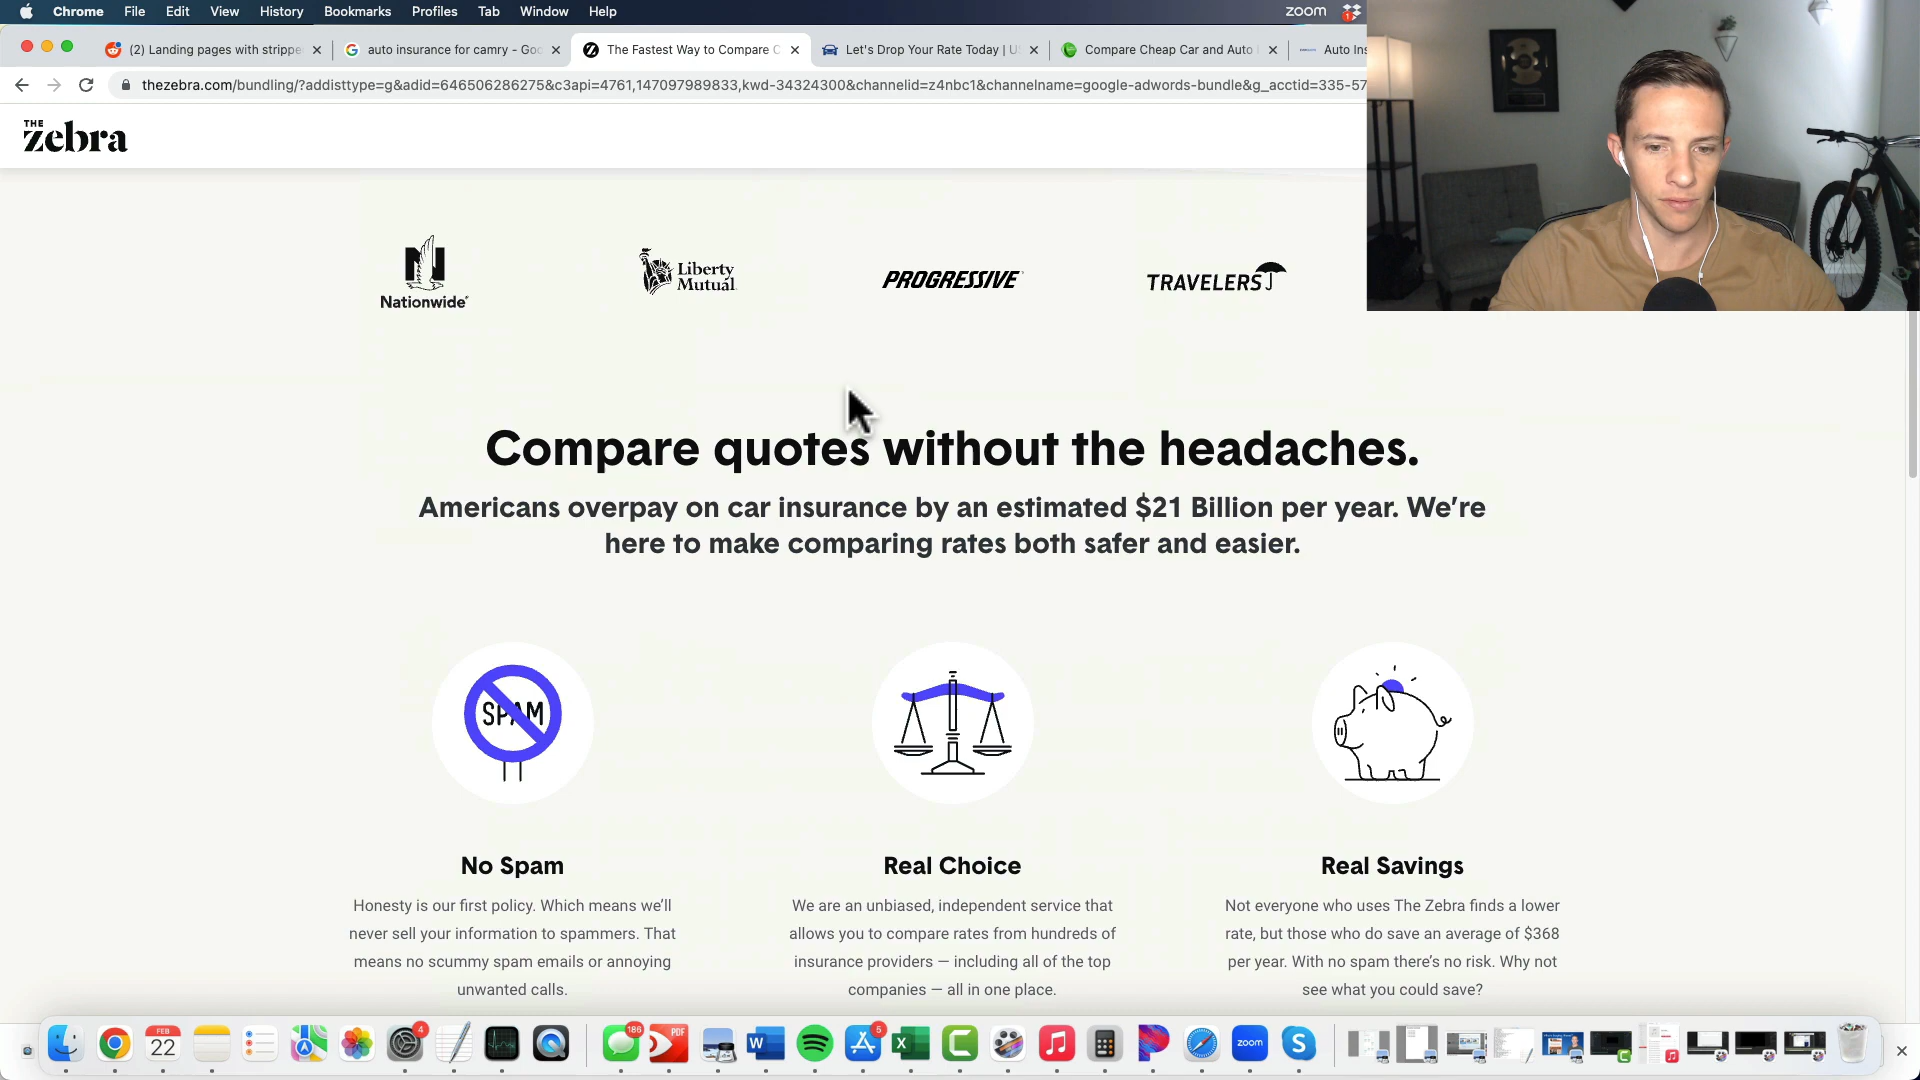 Chrome File Edit View History Bookmarks Profiles Tab Window Help
zoom
1
(2) Landing pages with strippe
auto insurance for camry - Goo
The Fastest Way to Compare C
Let's Drop Your Rate Today | U
Compare Cheap Car and Auto
Auto Ins
thezebra.com/bundling/?addisttype=g&adid=646506286275&c3api=4761,147097989833,kwd-34324300&channelid=z4nbc1&channelname=google-adwords-bundle&g_acctid=335-57
THE
Zebra
N
Nationwide®
Liberty
Mutual
PROGRESSIVE
TRAVELERS
Compare quotes without the headaches.
Americans overpay on car insurance by an estimated $21 Billion per year. We're
here to make comparing rates both safer and easier.
SPAM
No Spam
Honesty is our first policy. Which means we'll
never sell your information to spammers. That
means no scummy spam emails or annoying
unwanted calls.
Real Choice
We are an unbiased, independent service that
allows you to compare rates from hundreds of
insurance providers — including all of the top
companies — all in one place.
Real Savings
Not everyone who uses The Zebra finds a lower
rate, but those who do save an average of $368
per year. With no spam there's no risk. Why not
see what you could save?
FEB
22
4
186
PDF
W
5
X
C
zoom
S